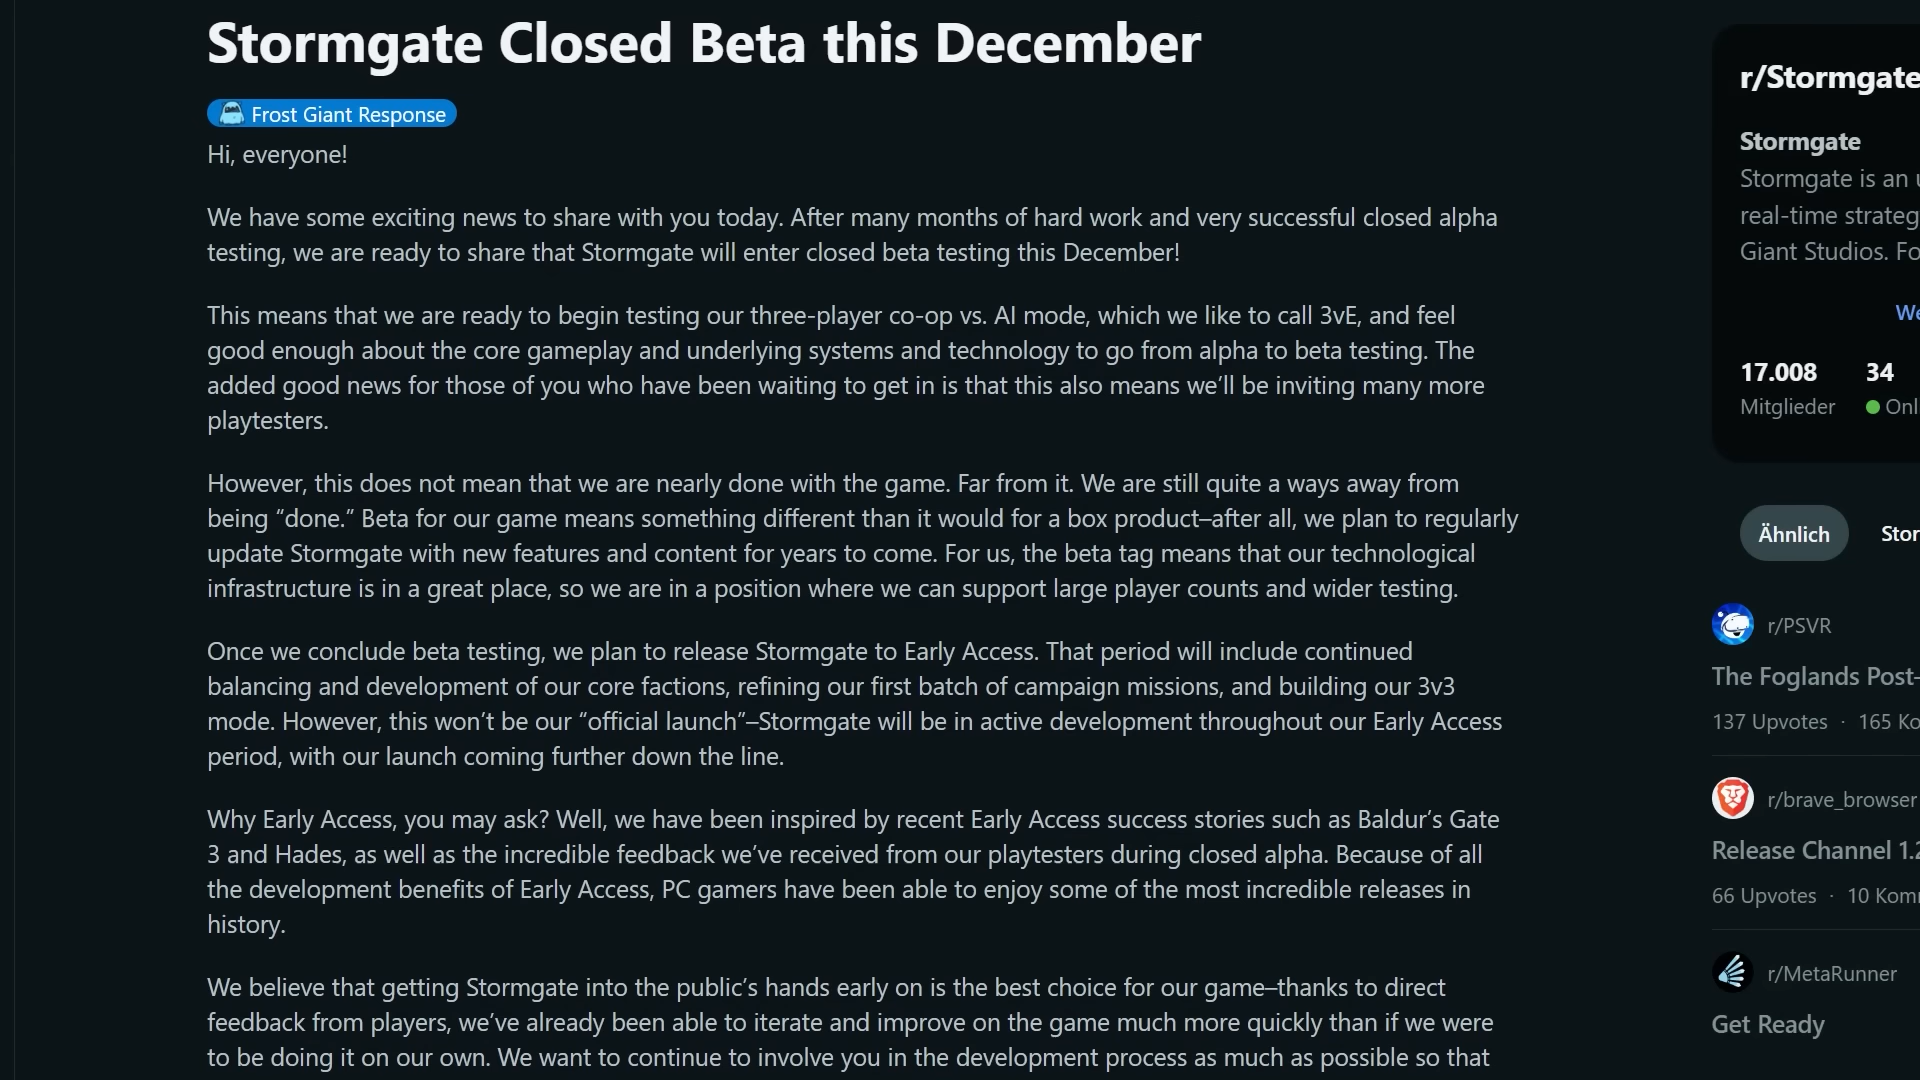 Stormgate Closed Beta this December
Frost Giant Response
Hi, everyone!
We have some exciting news to share with you today. After many months of hard work and very successful closed alpha
testing, we are ready to share that Stormgate will enter closed beta testing this December!
This means that we are ready to begin testing our three-player co-op vs. AI mode, which we like to call 3vE, and feel
good enough about the core gameplay and underlying systems and technology to go from alpha to beta testing. The
added good news for those of you who have been waiting to get in is that this also means we’ll be inviting many more
playtesters.
However, this does not mean that we are nearly done with the game. Far from it. We are still quite a ways away from
being “done.” Beta for our game means something different than it would for a box product–after all, we plan to regularly
update Stormgate with new features and content for years to come. For us, the beta tag means that our technological
infrastructure is in a great place, so we are in a position where we can support large player counts and wider testing.
Once we conclude beta testing, we plan to release Stormgate to Early Access. That period will include continued
balancing and development of our core factions, refining our first batch of campaign missions, and building our 3v3
mode. However, this won’t be our “official launch”–Stormgate will be in active development throughout our Early Access
period, with our launch coming further down the line.
Why Early Access, you may ask? Well, we have been inspired by recent Early Access success stories such as Baldur’s Gate
3 and Hades, as well as the incredible feedback we’ve received from our playtesters during closed alpha. Because of all
the development benefits of Early Access, PC gamers have been able to enjoy some of the most incredible releases in
history.
We believe that getting Stormgate into the public’s hands early on is the best choice for our game–thanks to direct
feedback from players, we’ve already been able to iterate and improve on the game much more quickly than if we were
to be doing it on our own. We want to continue to involve you in the development process as much as possible so that
r/Stormgate
Stormgate
Stormgate is an u
real-time strateg
Giant Studios. Fo
We
17.008 34
Mitglieder Onl
Ähnlich Stor
r/PSVR
The Foglands Post-
137 Upvotes · 165 Ko
r/brave_browser
Release Channel 1.2
66 Upvotes · 10 Komm
r/MetaRunner
Get Ready